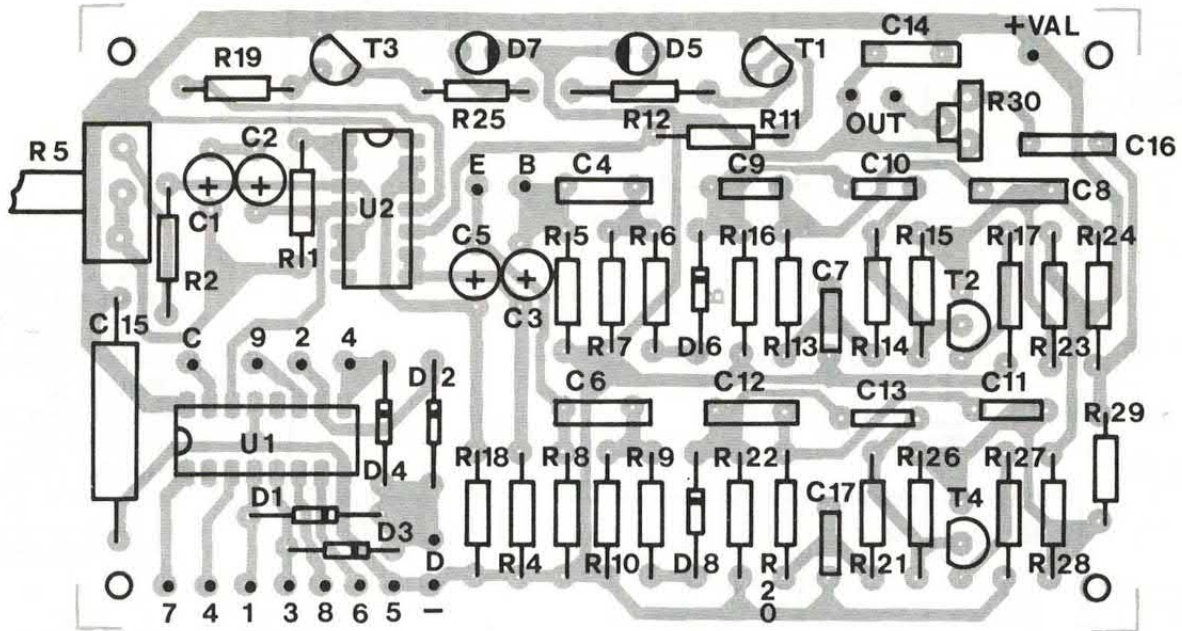 C14 +VAL
R19 T3 D7 D5 T1
R30
R25 R12 R11 OUT
R5 C2 E B C4 C9 C10 C16
C1 U2 C8
R1 C5 R5 R6 R16 R15 R17 R24
R2 C7 T2
C3
C15 C 9 2 4 R7 D6 R13 R14 R23
D2 C6 C12 C13 C11
R29
U1
D4 R18 R8 R9 R22 R26 R27
D1 C17 T4
D3
D R4 R10 D8 R20 R21 R28
7 4 1 3 8 6 5 –